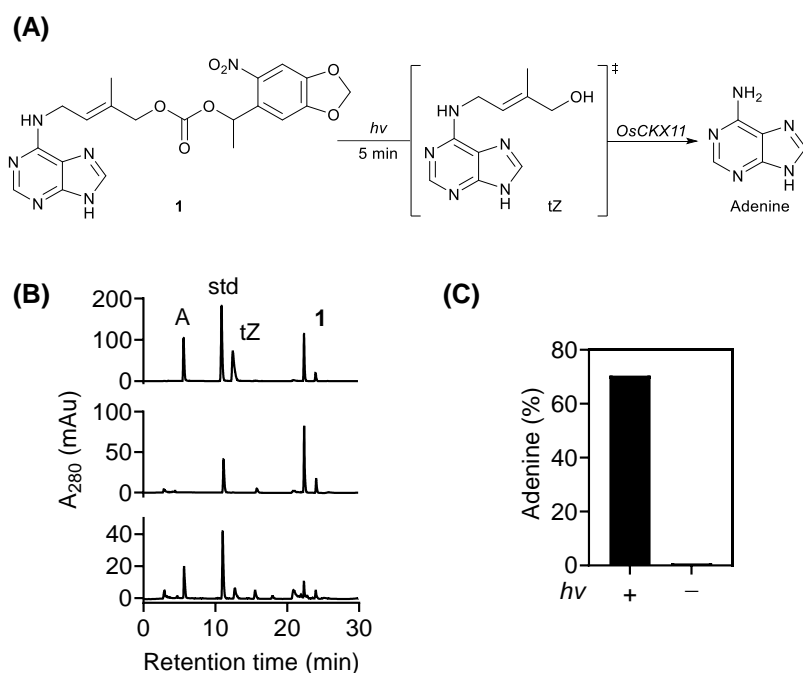 (A)
O₂N
O
O
HN
O
O
O
N
N
N
N
H
1
hv
5 min
‡
HN
OH
N
N
N
N
H
tZ
OsCKX11
NH₂
N
N
N
N
H
Adenine
(B)
A₂₈₀ (mAu)
200
100
0
A
std
tZ
1
100
50
0
40
20
0
0
10
20
30
Retention time (min)
(C)
Adenine (%)
80
60
40
20
0
hv
+
−